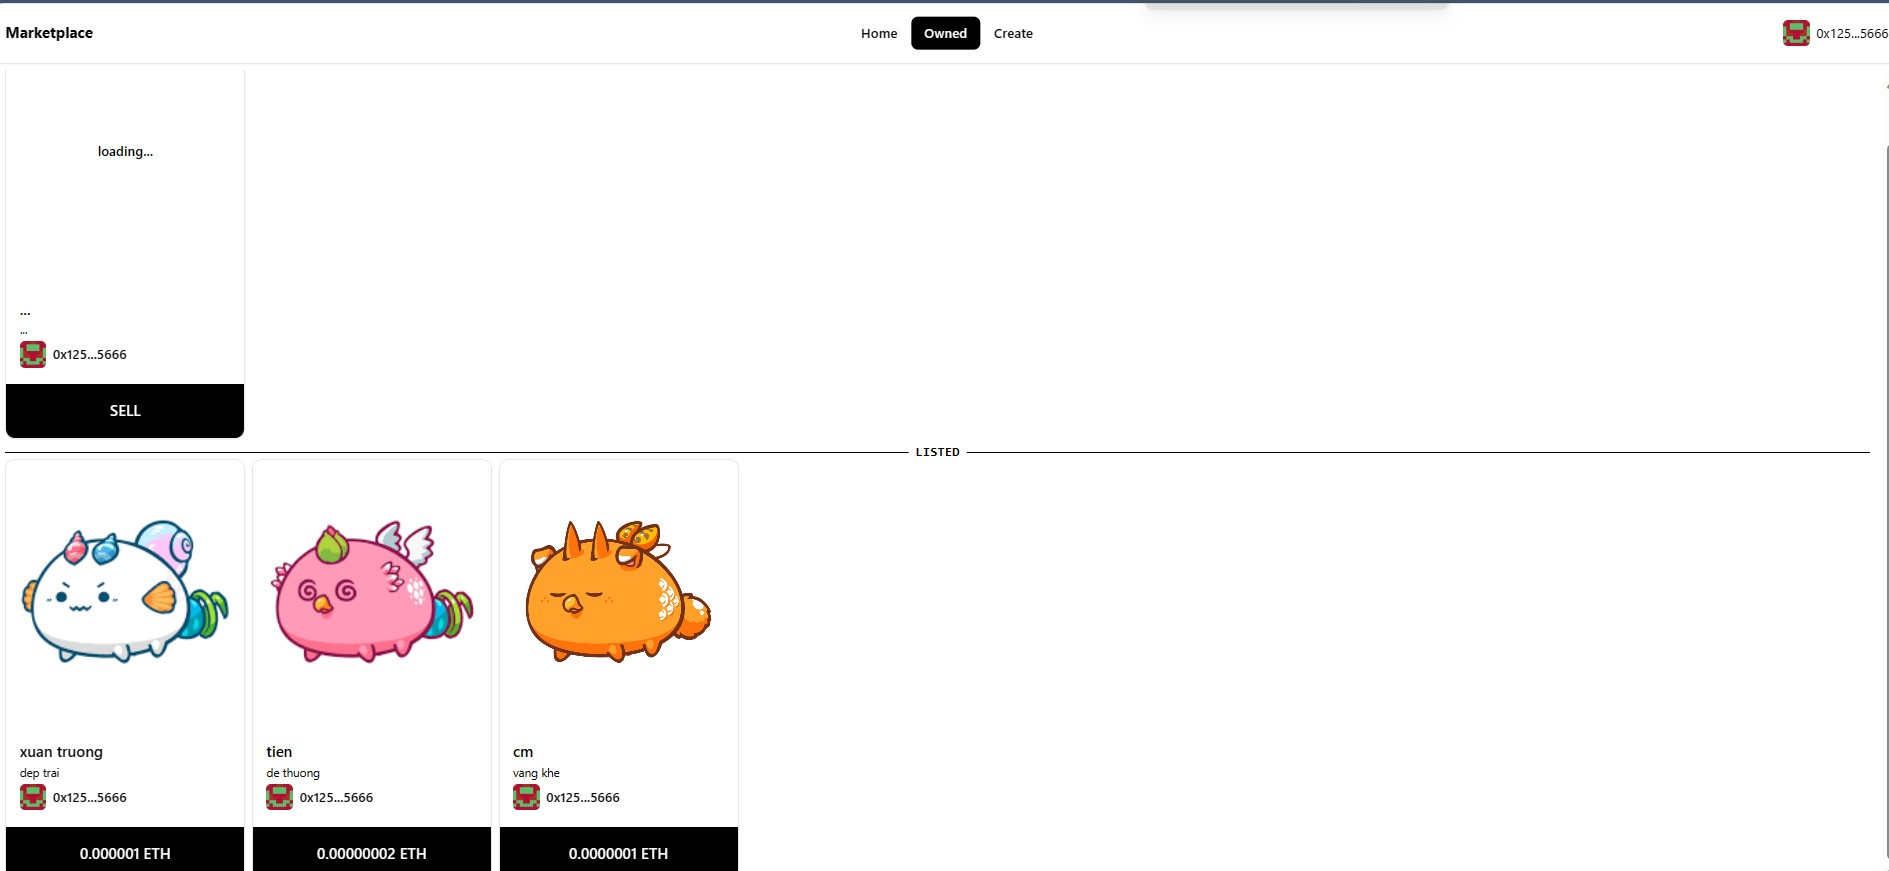 Marketplace
Home
Owned
Create
0x125...5666
loading...
...
...
0x125...5666
SELL
LISTED
xuan truong
dep trai
0x125...5666
0.000001 ETH
tien
de thuong
0x125...5666
0.00000002 ETH
cm
vang khe
0x125...5666
0.0000001 ETH